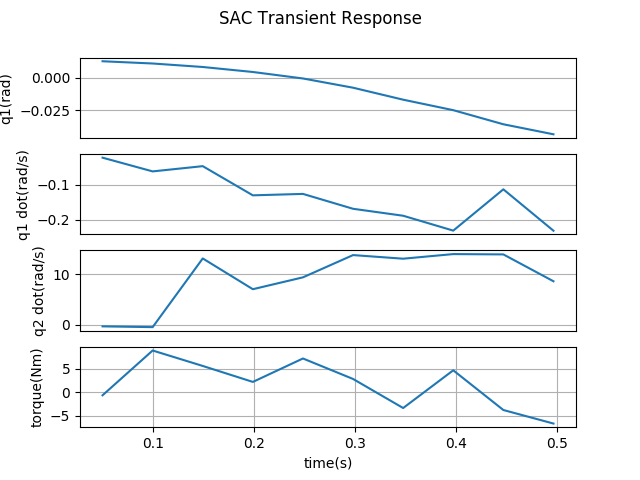 SAC Transient Response
q1(rad)
0.000
−0.025
q1 dot(rad/s)
−0.1
−0.2
q2 dot(rad/s)
10
0
torque(Nm)
5
0
−5
0.1 0.2 0.3 0.4 0.5
time(s)